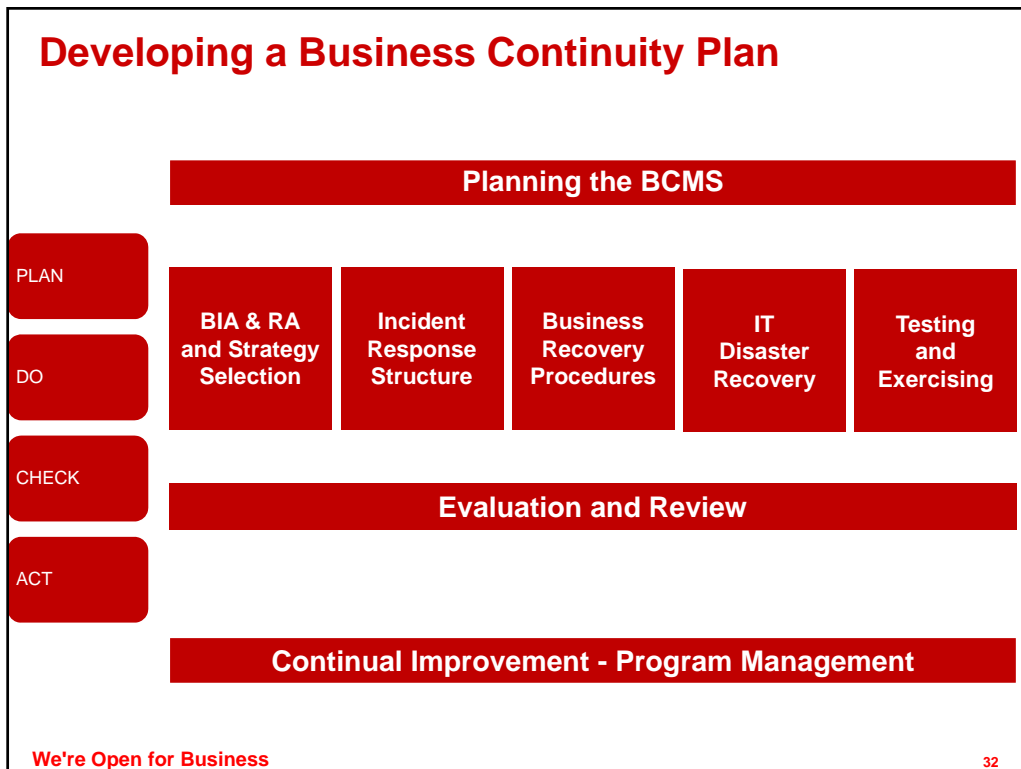 Developing a Business Continuity Plan
Planning the BCMS
PLAN
DO
CHECK
ACT
BIA & RA
and Strategy
Selection
Incident
Response
Structure
Business
Recovery
Procedures
IT
Disaster
Recovery
Testing
and
Exercising
Evaluation and Review
Continual Improvement - Program Management
We're Open for Business
32